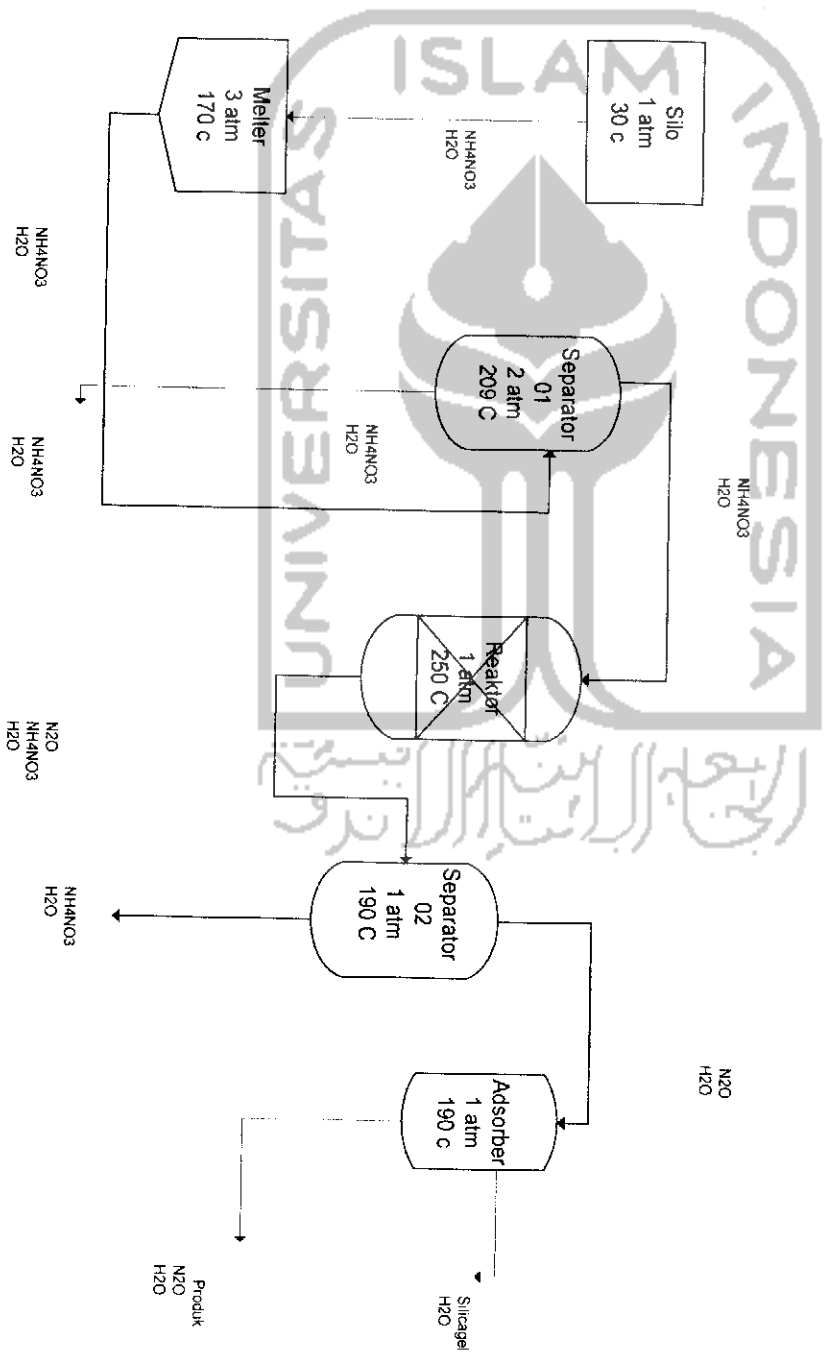 UNIVERSITAS ISLAM INDONESIA
Silo
1 atm
30 c
NH4NO3
H2O
Melter
3 atm
170 c
NH4NO3
H2O
NH4NO3
H2O
Separator
01
2 atm
209 C
NH4NO3
H2O
NH4NO3
H2O
Reaktor
1 atm
250 C
N2O
NH4NO3
H2O
Separator
02
1 atm
190 C
NH4NO3
H2O
N2O
H2O
Adsorber
1 atm
190 c
Silicagel
H2O
Produk
N2O
H2O